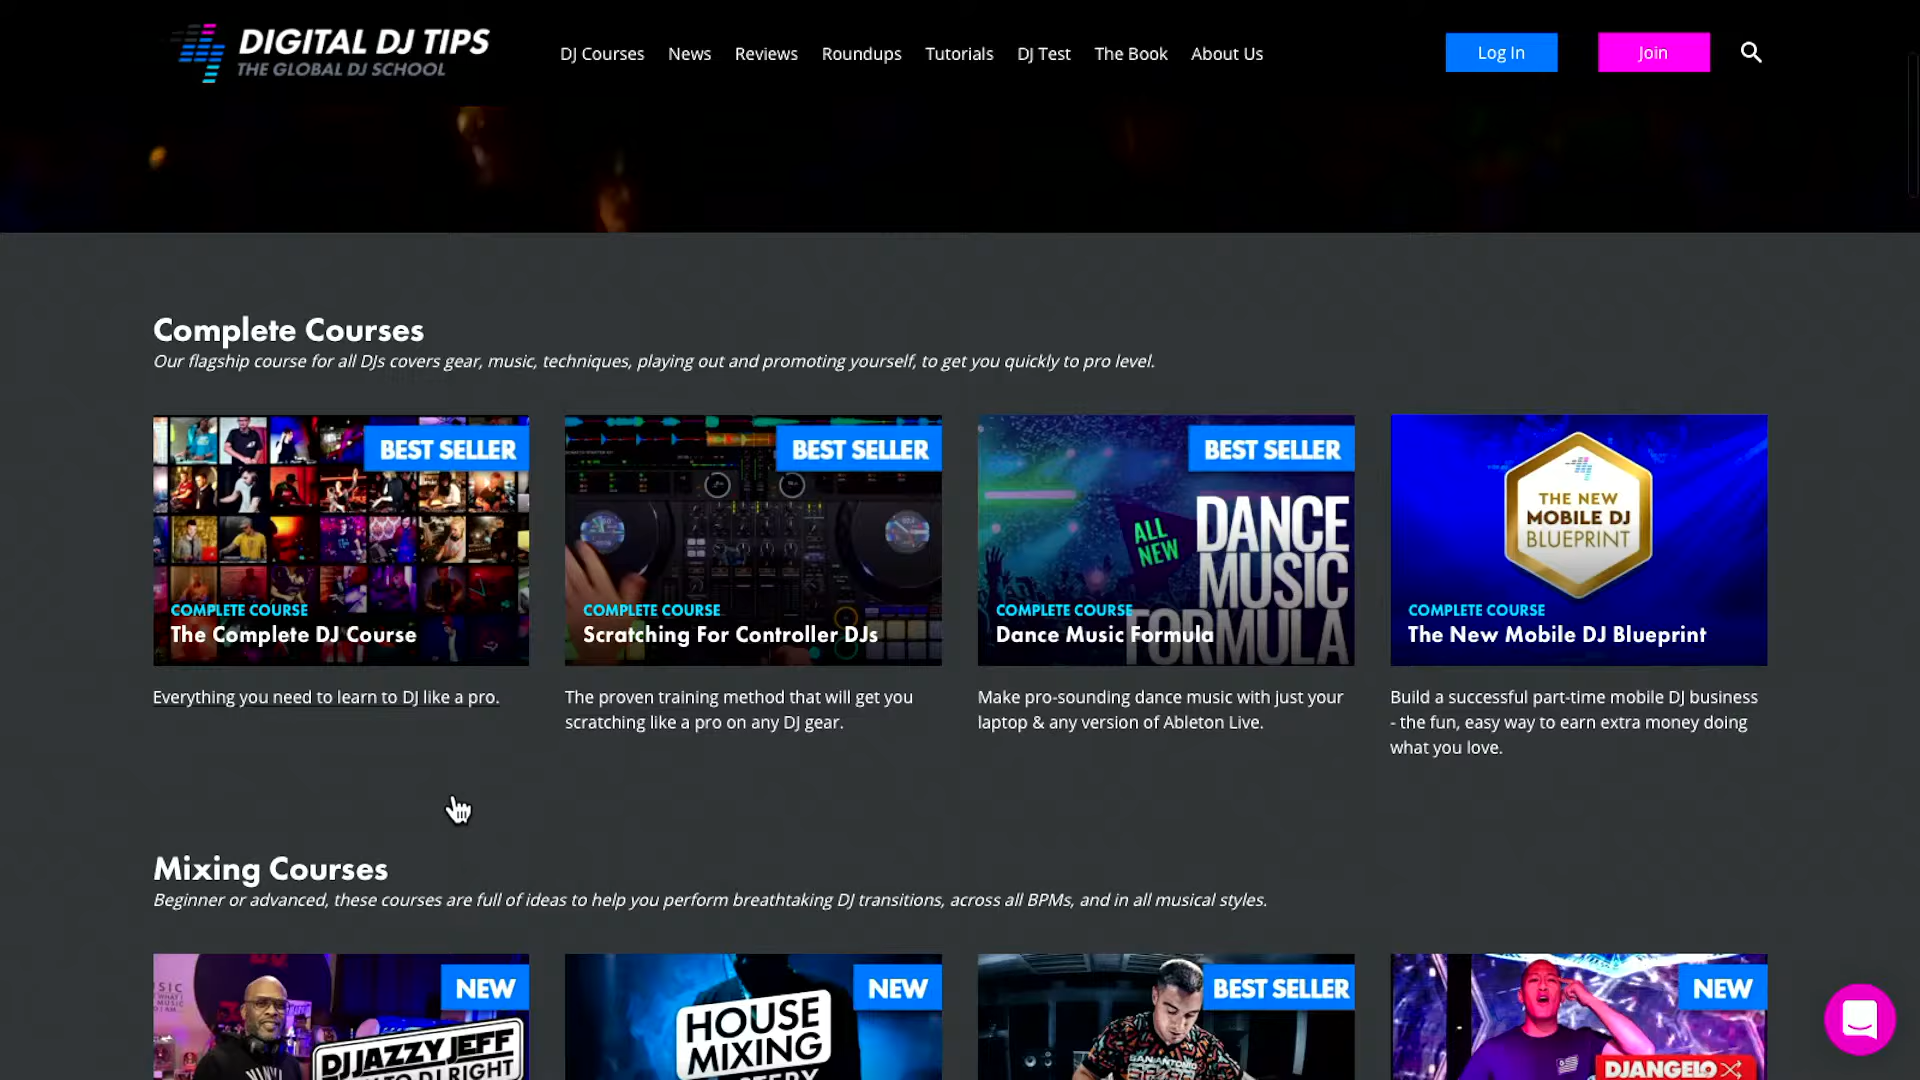 DIGITAL DJ TIPS
THE GLOBAL DJ SCHOOL
DJ Courses
News
Reviews
Roundups
Tutorials
DJ Test
The Book
About Us
Log In
Join
Complete Courses
Our flagship course for all DJs covers gear, music, techniques, playing out and promoting yourself, to get you quickly to pro level.
BEST SELLER
COMPLETE COURSE
The Complete DJ Course
Everything you need to learn to DJ like a pro.
BEST SELLER
COMPLETE COURSE
Scratching For Controller DJs
The proven training method that will get you
scratching like a pro on any DJ gear.
BEST SELLER
ALL
NEW
DANCE
MUSIC
FORMULA
COMPLETE COURSE
Dance Music Formula
Make pro-sounding dance music with just your
laptop & any version of Ableton Live.
THE NEW
MOBILE DJ
BLUEPRINT
COMPLETE COURSE
The New Mobile DJ Blueprint
Build a successful part-time mobile DJ business
- the fun, easy way to earn extra money doing
what you love.
Mixing Courses
Beginner or advanced, these courses are full of ideas to help you perform breathtaking DJ transitions, across all BPMs, and in all musical styles.
NEW
DJ JAZZY JEFF
TO DJ RIGHT
NEW
HOUSE
MIXING
BEST SELLER
NEW
DJANGELO